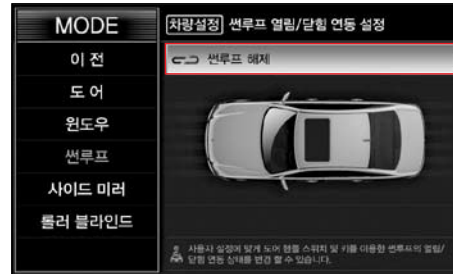 MODE
이 전
도 어
윈도우
썬루프
사이드 미러
롤러 블라인드
차량설정 썬루프 열림/닫힘 연동 설정
썬루프 해제
사용자 설정에 맞게 도어 핸들 스위치 및 키를 이용한 썬루프의 열림/
닫힘 연동 상태를 변경 할 수 있습니다.